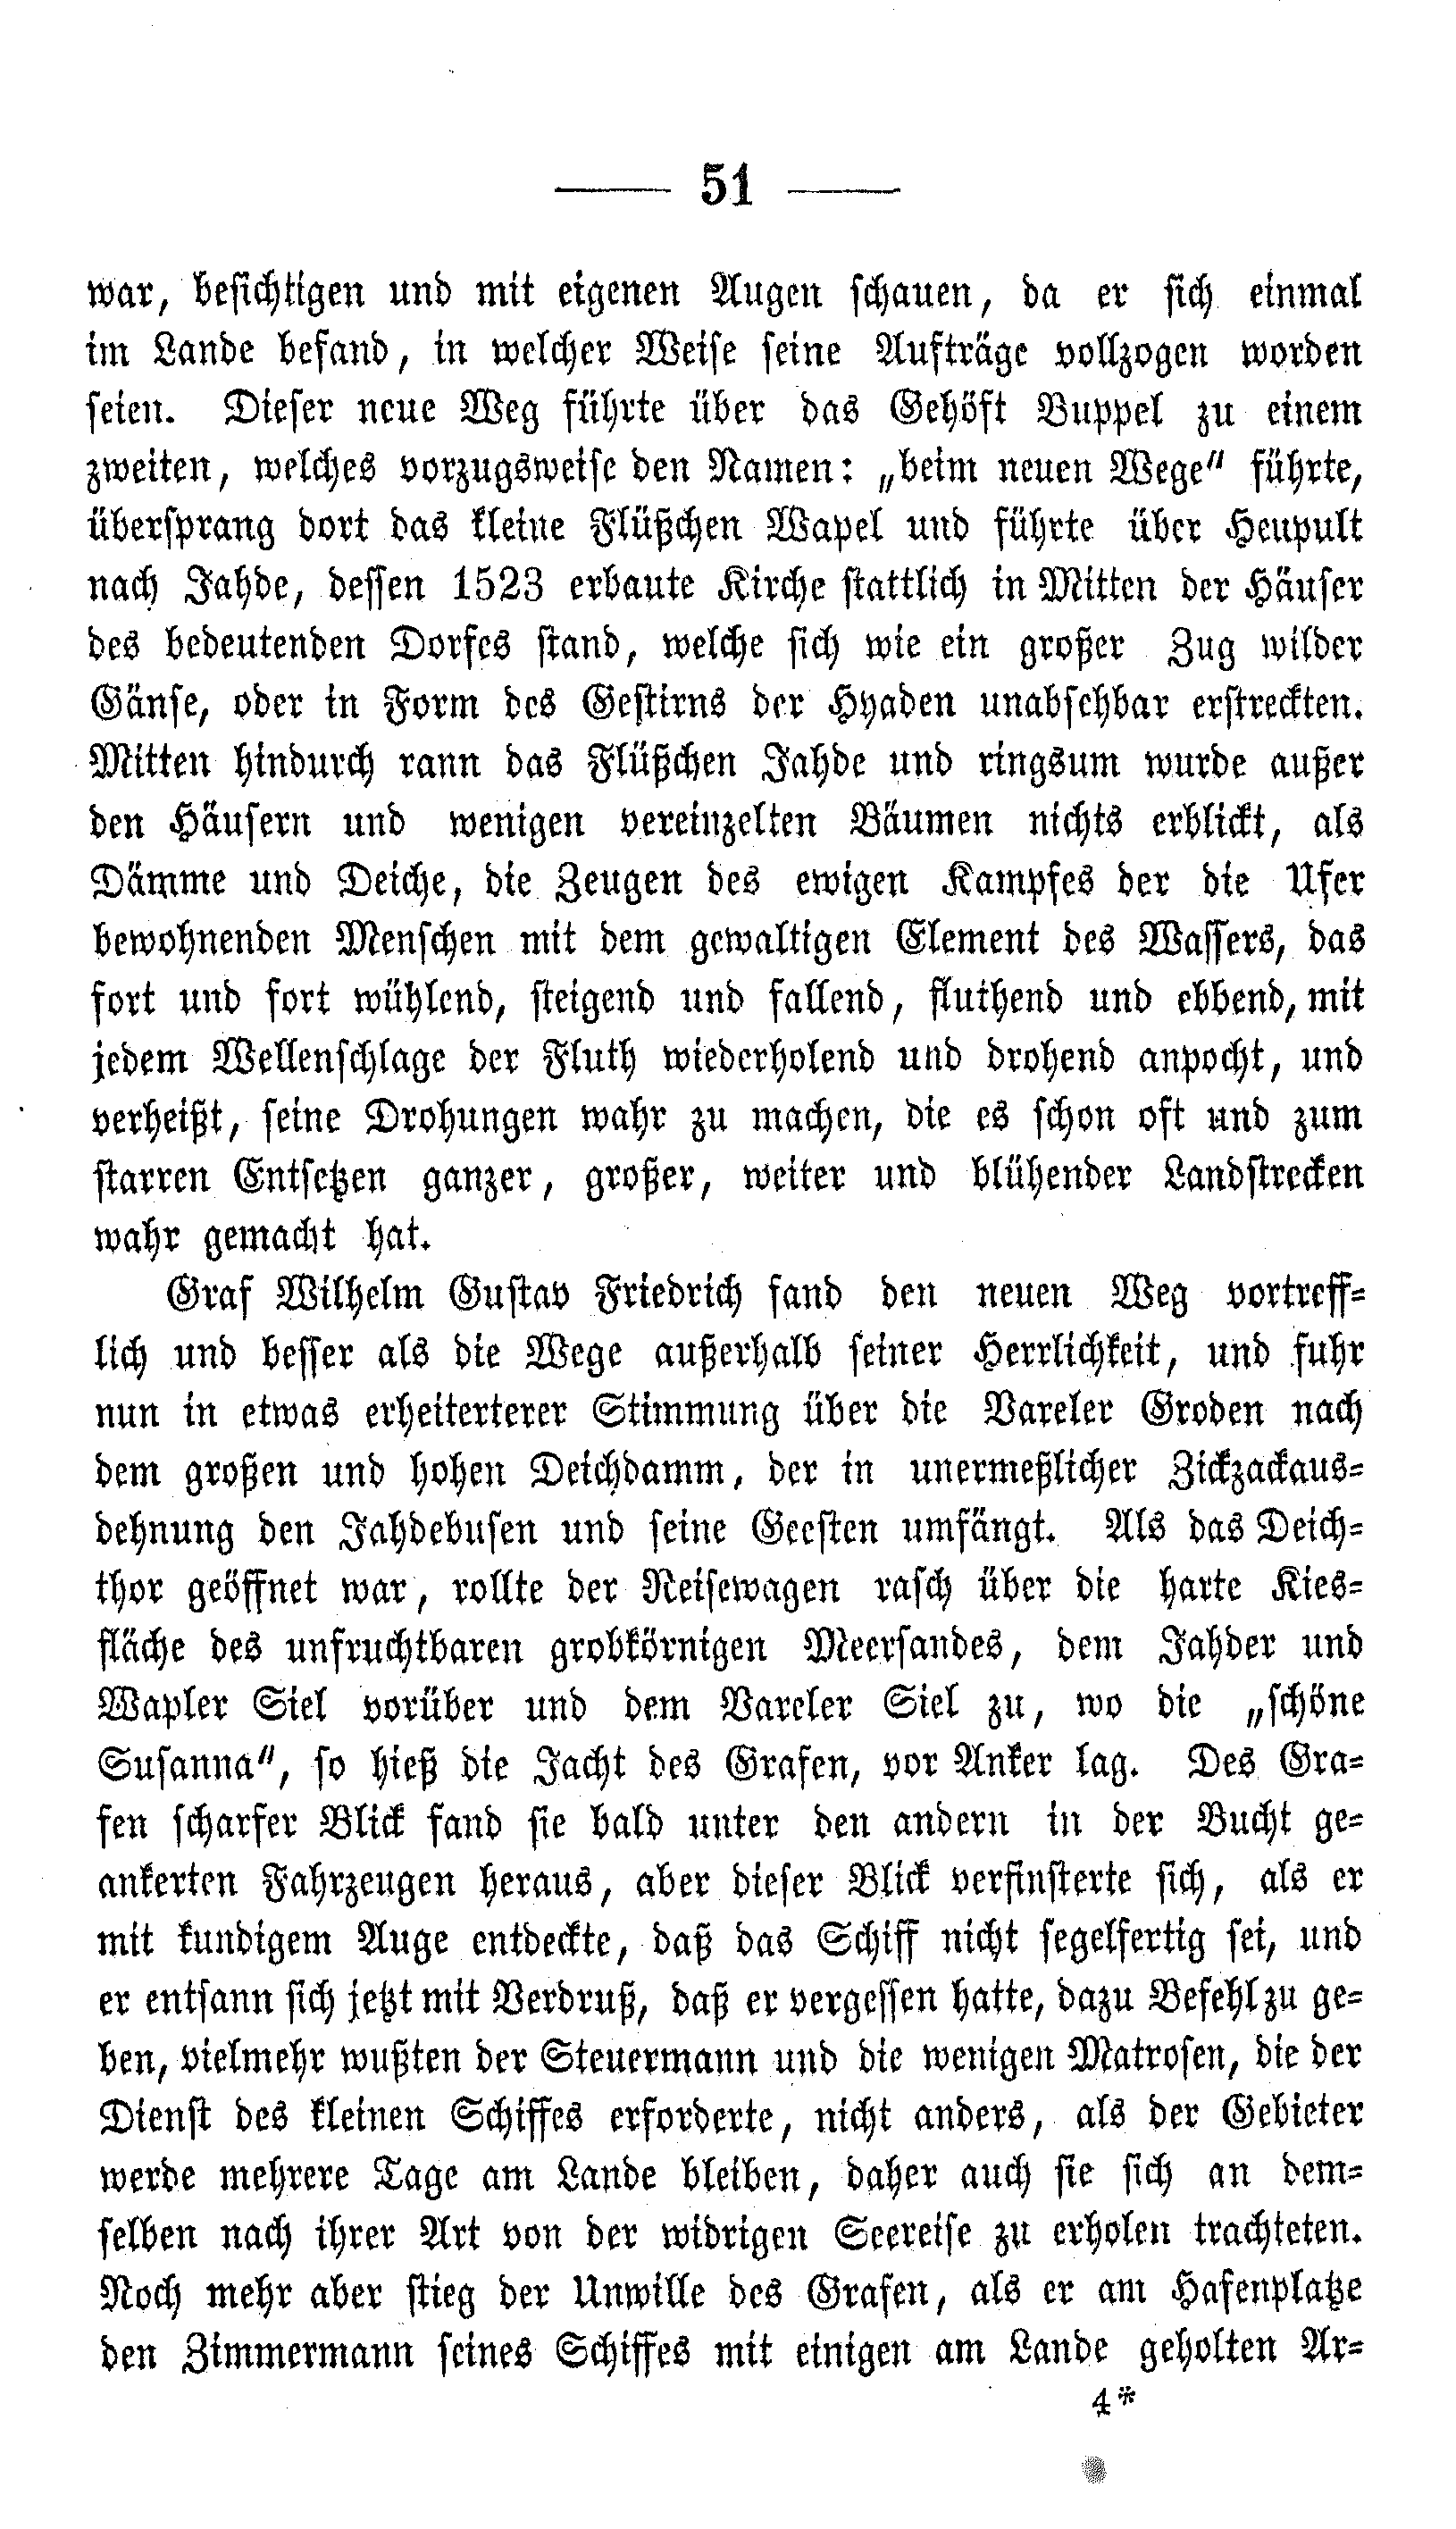 — 51 —
war, besichtigen und mit eigenen Augen schauen, da er sich einmal
im Lande befand, in welcher Weise seine Aufträge vollzogen worden
seien. Dieser neue Weg führte über das Gehöft Buppel zu einem
zweiten, welches vorzugsweise den Namen: „beim neuen Wege“ führte,
übersprang dort das kleine Flüßchen Wapel und führte über Heupult
nach Jahde, dessen 1523 erbaute Kirche stattlich in Mitten der Häuser
des bedeutenden Dorfes stand, welche sich wie ein großer Zug wilder
Gänse, oder in Form des Gestirns der Hyaden unabsehbar erstreckten.
Mitten hindurch rann das Flüßchen Jahde und ringsum wurde außer
den Häusern und wenigen vereinzelten Bäumen nichts erblickt, als
Dämme und Deiche, die Zeugen des ewigen Kampfes der die Ufer
bewohnenden Menschen mit dem gewaltigen Element des Wassers, das
fort und fort wühlend, steigend und fallend, fluthend und ebbend, mit
jedem Wellenschlage der Fluth wiederholend und drohend anpocht, und
verheißt, seine Drohungen wahr zu machen, die es schon oft und zum
starren Entsetzen ganzer, großer, weiter und blühender Landstrecken
wahr gemacht hat.
Graf Wilhelm Gustav Friedrich fand den neuen Weg vortreff-
lich und besser als die Wege außerhalb seiner Herrlichkeit, und fuhr
nun in etwas erheiterterer Stimmung über die Vareler Groden nach
dem großen und hohen Deichdamm, der in unermeßlicher Zickzackaus-
dehnung den Jahdebusen und seine Geesten umfängt. Als das Deich-
thor geöffnet war, rollte der Reisewagen rasch über die harte Kies-
fläche des unfruchtbaren grobkörnigen Meersandes, dem Jahder und
Wapler Siel vorüber und dem Vareler Siel zu, wo die „schöne
Susanna“, so hieß die Jacht des Grafen, vor Anker lag. Des Gra-
fen scharfer Blick fand sie bald unter den andern in der Bucht ge-
ankerten Fahrzeugen heraus, aber dieser Blick verfinsterte sich, als er
mit kundigem Auge entdeckte, daß das Schiff nicht segelfertig sei, und
er entsann sich jetzt mit Verdruß, daß er vergessen hatte, dazu Befehl zu ge-
ben, vielmehr wußten der Steuermann und die wenigen Matrosen, die der
Dienst des kleinen Schiffes erforderte, nicht anders, als der Gebieter
werde mehrere Tage am Lande bleiben, daher auch sie sich an dem-
selben nach ihrer Art von der widrigen Seereise zu erholen trachteten.
Noch mehr aber stieg der Unwille des Grafen, als er am Hafenplatze
den Zimmermann seines Schiffes mit einigen am Lande geholten Ar-
4*